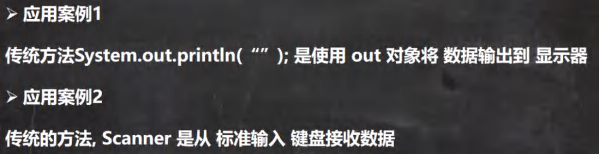 ➢ 应用案例1
传统方法System.out.println(“”); 是使用 out 对象将 数据输出到 显示器
➢ 应用案例2
传统的方法, Scanner 是从 标准输入 键盘接收数据